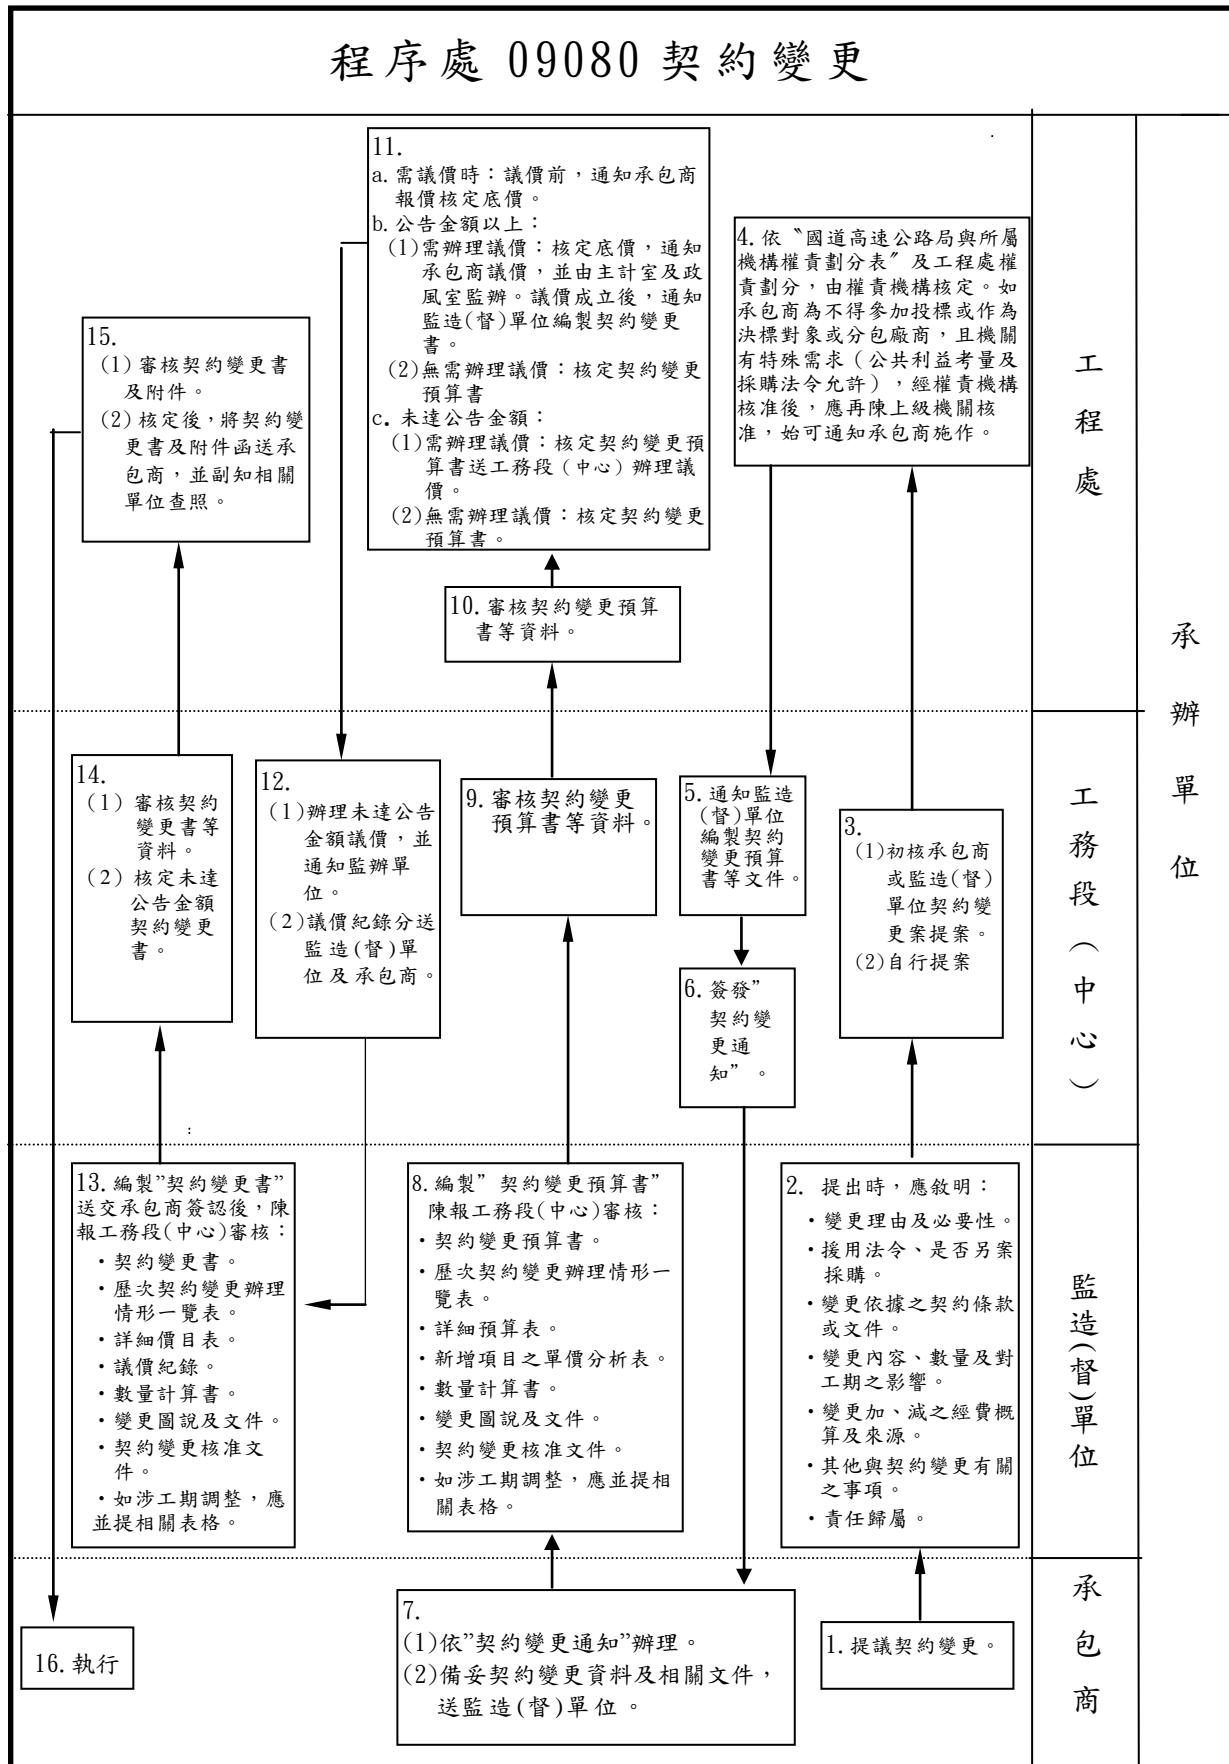 程序處 09080 契約變更
11.
a. 需議價時：議價前，通知承包商
報價核定底價。
b. 公告金額以上：
(1)需辦理議價：核定底價，通知
承包商議價，並由主計室及政
風室監辦。議價成立後，通知
監造(督)單位編製契約變更
書。
(2)無需辦理議價：核定契約變更
預算書
c. 未達公告金額：
(1)需辦理議價：核定契約變更預
算書送工務段（中心）辦理議
價。
(2)無需辦理議價：核定契約變更
預算書。
4. 依〝國道高速公路局與所屬
機構權責劃分表〞及工程處權
責劃分，由權責機構核定。如
承包商為不得參加投標或作為
決標對象或分包廠商，且機關
有特殊需求（公共利益考量及
採購法令允許），經權責機構
核准後，應再陳上級機關核
准，始可通知承包商施作。
15.
(1) 審核契約變更書
及附件。
(2) 核定後，將契約變
更書及附件函送承
包商，並副知相關
單位查照。
10. 審核契約變更預算
書等資料。
工程處
承辦單位
14.
(1) 審核契約
變更書等
資料。
(2) 核定未達
公告金額
契約變更
書。
12.
(1)辦理未達公告
金額議價，並
通知監辦單
位。
(2)議價紀錄分送
監造(督)單
位及承包商。
9. 審核契約變更
預算書等資料。
5. 通知監造
(督)單位
編製契約
變更預算
書等文件。
6. 簽發”
契約變
更通
知” 。
3.
(1)初核承包商
或監造(督)
單位契約變
更案提案。
(2)自行提案
工務段（中心）
13. 編製”契約變更書”
送交承包商簽認後，陳
報工務段(中心)審核：
・契約變更書。
・歷次契約變更辦理
情形一覽表。
・詳細價目表。
・議價紀錄。
・數量計算書。
・變更圖說及文件。
・契約變更核准文
件。
・如涉工期調整，應
並提相關表格。
8. 編製” 契約變更預算書”
陳報工務段(中心)審核：
・契約變更預算書。
・歷次契約變更辦理情形一
覽表。
・詳細預算表。
・新增項目之單價分析表。
・數量計算書。
・變更圖說及文件。
・契約變更核准文件。
・如涉工期調整，應並提相
關表格。
2. 提出時，應敘明：
・變更理由及必要性。
・援用法令、是否另案
採購。
・變更依據之契約條款
或文件。
・變更內容、數量及對
工期之影響。
・變更加、減之經費概
算及來源。
・其他與契約變更有關
之事項。
・責任歸屬。
監造(督)單位
16. 執行
7.
(1)依”契約變更通知”辦理。
(2)備妥契約變更資料及相關文件，
送監造(督)單位 。
1. 提議契約變更。
承包商